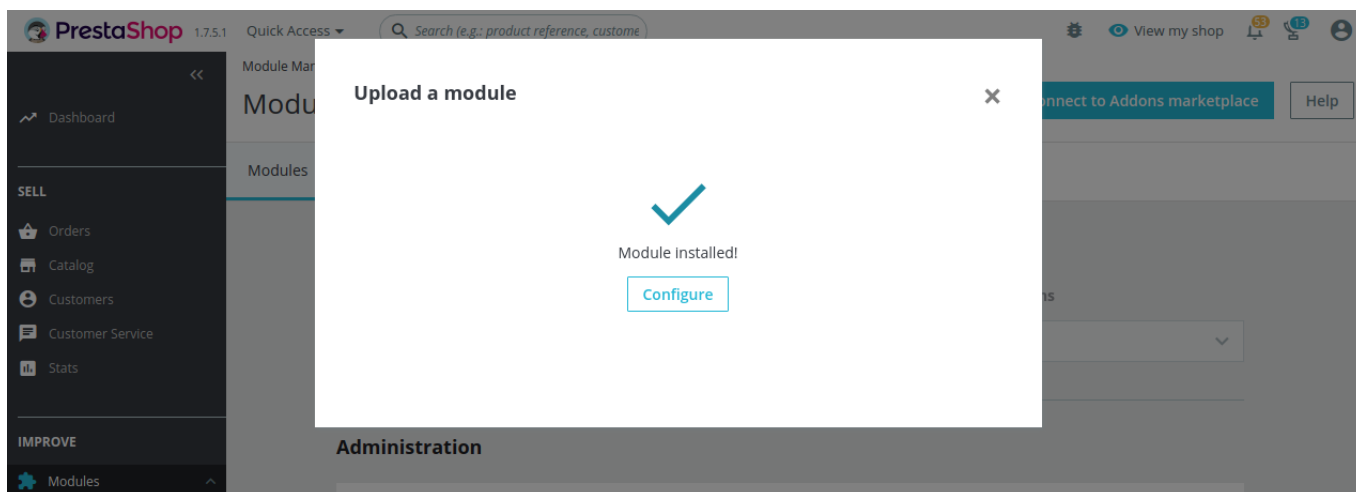 PrestaShop 1.7.5.1 Quick Access Search (e.g.: product reference, custome View my shop 53 13
Module Mar
Modu
Upload a module
onnect to Addons marketplace
Help
Dashboard
Modules
SELL
Orders
Catalog
Customers
Customer Service
Stats
Module installed!
Configure
ns
IMPROVE
Administration
Modules